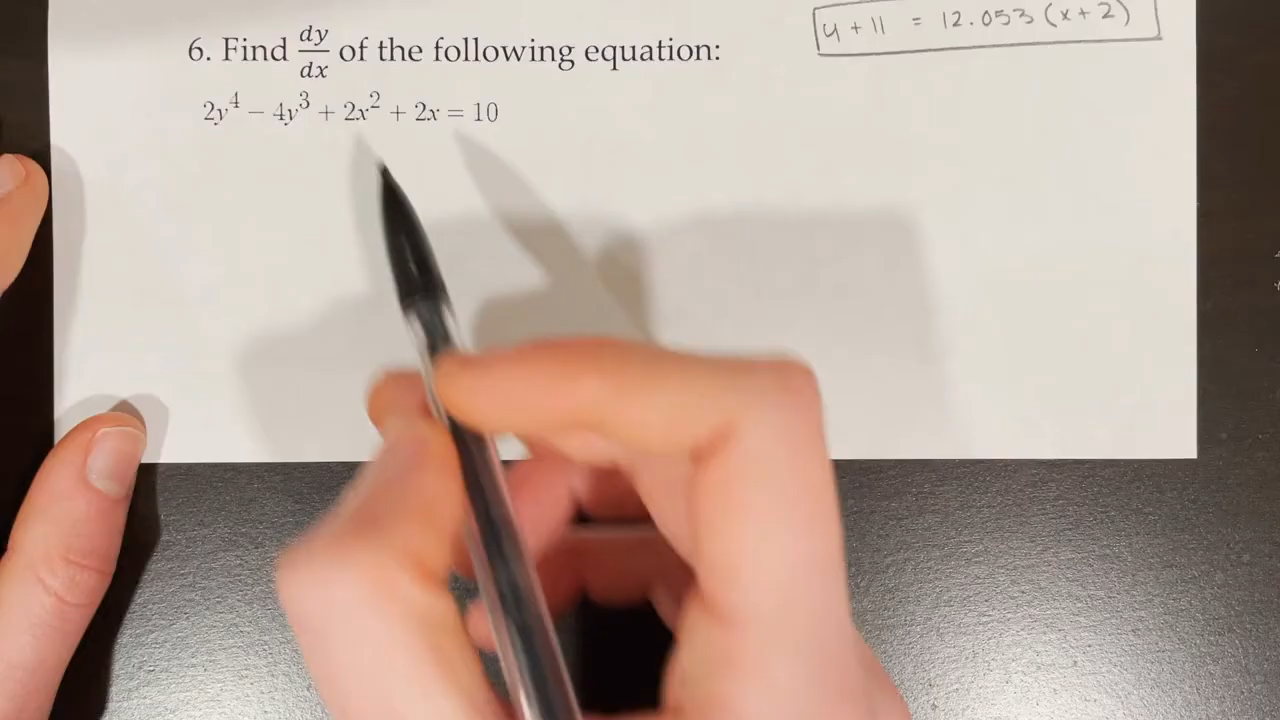 y + 11 = 12.053 (x + 2)
6. Find dy/dx of the following equation:
2y⁴ − 4y³ + 2x² + 2x = 10